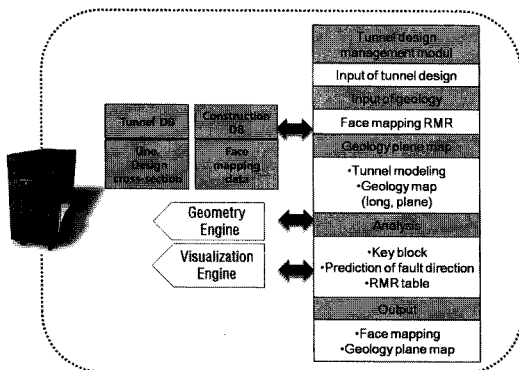 Tunnel design
management modul
Input of tunnel design
Input of geology
Face mapping RMR
Geology plane map
•Tunnel modeling
•Geology map
(long, plane)
Analysis
•Key block
•Prediction of fault direction
•RMR table
Output
•Face mapping
•Geology plane map
Tunnel DB
Construction
DB
Line,
Design
cross-section
Face
mapping
data
Geometry
Engine
Visualization
Engine